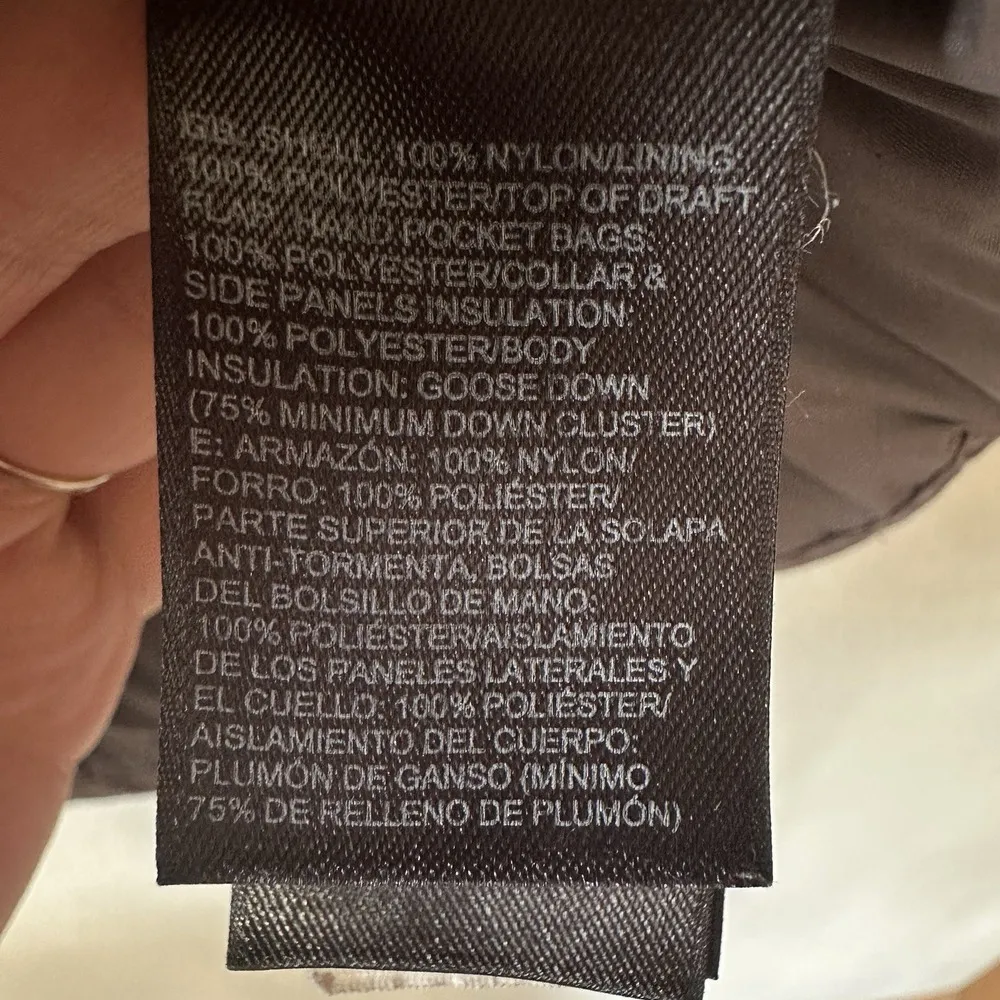 SHELL: 100% NYLON/LINING:
100% POLYESTER/TOP OF DRAFT
FLAP, HAND POCKET BAGS:
100% POLYESTER/COLLAR &
SIDE PANELS INSULATION:
100% POLYESTER/BODY
INSULATION: GOOSE DOWN
(75% MINIMUM DOWN CLUSTER)
E: ARMAZÓN: 100% NYLON/
FORRO: 100% POLIÉSTER/
PARTE SUPERIOR DE LA SOLAPA
ANTI-TORMENTA, BOLSAS
DEL BOLSILLO DE MANO:
100% POLIÉSTER/AISLAMIENTO
DE LOS PANELES LATERALES Y
EL CUELLO: 100% POLIÉSTER/
AISLAMIENTO DEL CUERPO:
PLUMÓN DE GANSO (MÍNIMO
75% DE RELLENO DE PLUMÓN)